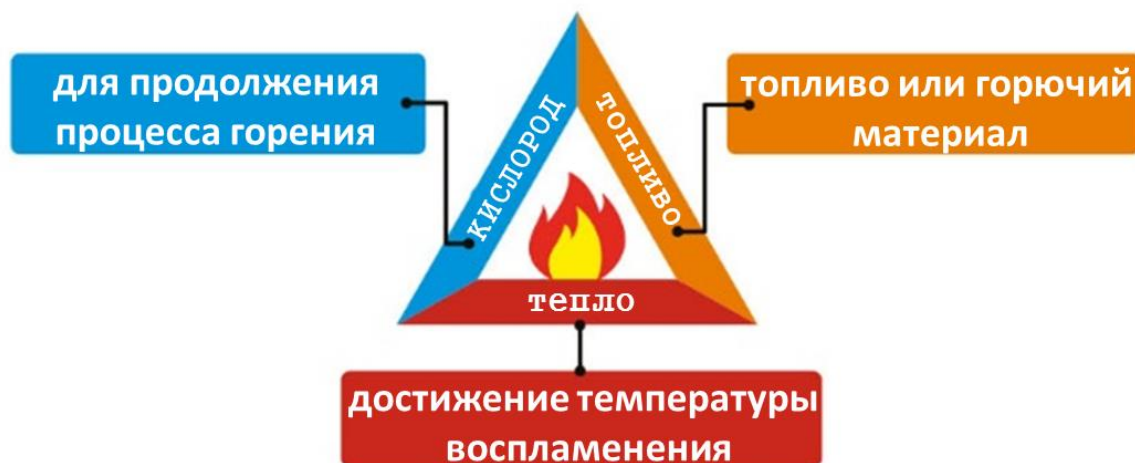 для продолжения
процесса горения
КИСЛОРОД
топливо
топливо или горючий
материал
тепло
достижение температуры
воспламенения